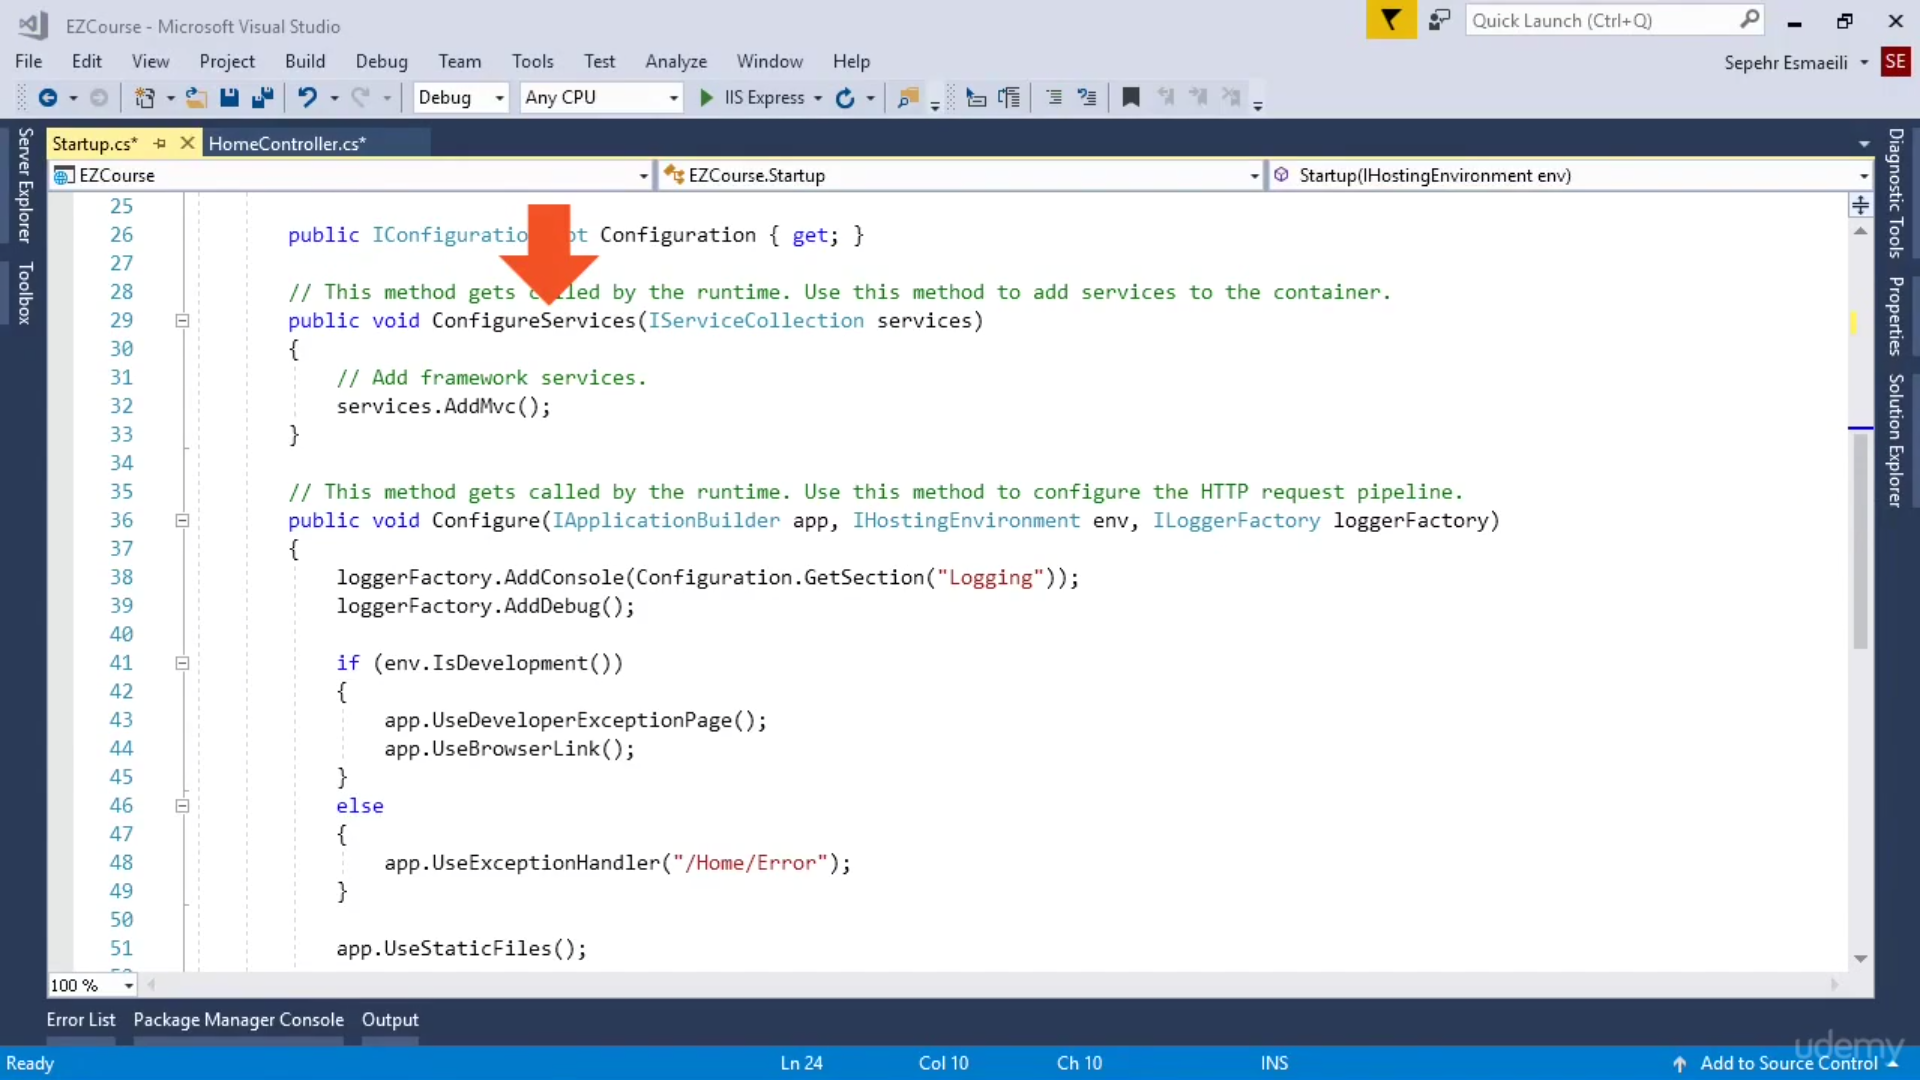 EZCourse - Microsoft Visual Studio
Quick Launch (Ctrl+Q)
File Edit View Project Build Debug Team Tools Test Analyze Window Help
Sepehr Esmaeili SE
Debug Any CPU IIS Express
Startup.cs* HomeController.cs*
EZCourse EZCourse.Startup Startup(IHostingEnvironment env)
Server Explorer
Toolbox
Diagnostic Tools
Properties
Solution Explorer
25
26 public IConfiguratio ot Configuration { get; }
27
28 // This method gets called by the runtime. Use this method to add services to the container.
29 public void ConfigureServices(IServiceCollection services)
30 {
31 // Add framework services.
32 services.AddMvc();
33 }
34
35 // This method gets called by the runtime. Use this method to configure the HTTP request pipeline.
36 public void Configure(IApplicationBuilder app, IHostingEnvironment env, ILoggerFactory loggerFactory)
37 {
38 loggerFactory.AddConsole(Configuration.GetSection("Logging"));
39 loggerFactory.AddDebug();
40
41 if (env.IsDevelopment())
42 {
43 app.UseDeveloperExceptionPage();
44 app.UseBrowserLink();
45 }
46 else
47 {
48 app.UseExceptionHandler("/Home/Error");
49 }
50
51 app.UseStaticFiles();
100 %
Error List Package Manager Console Output
udemy
Ready Ln 24 Col 10 Ch 10 INS Add to Source Control